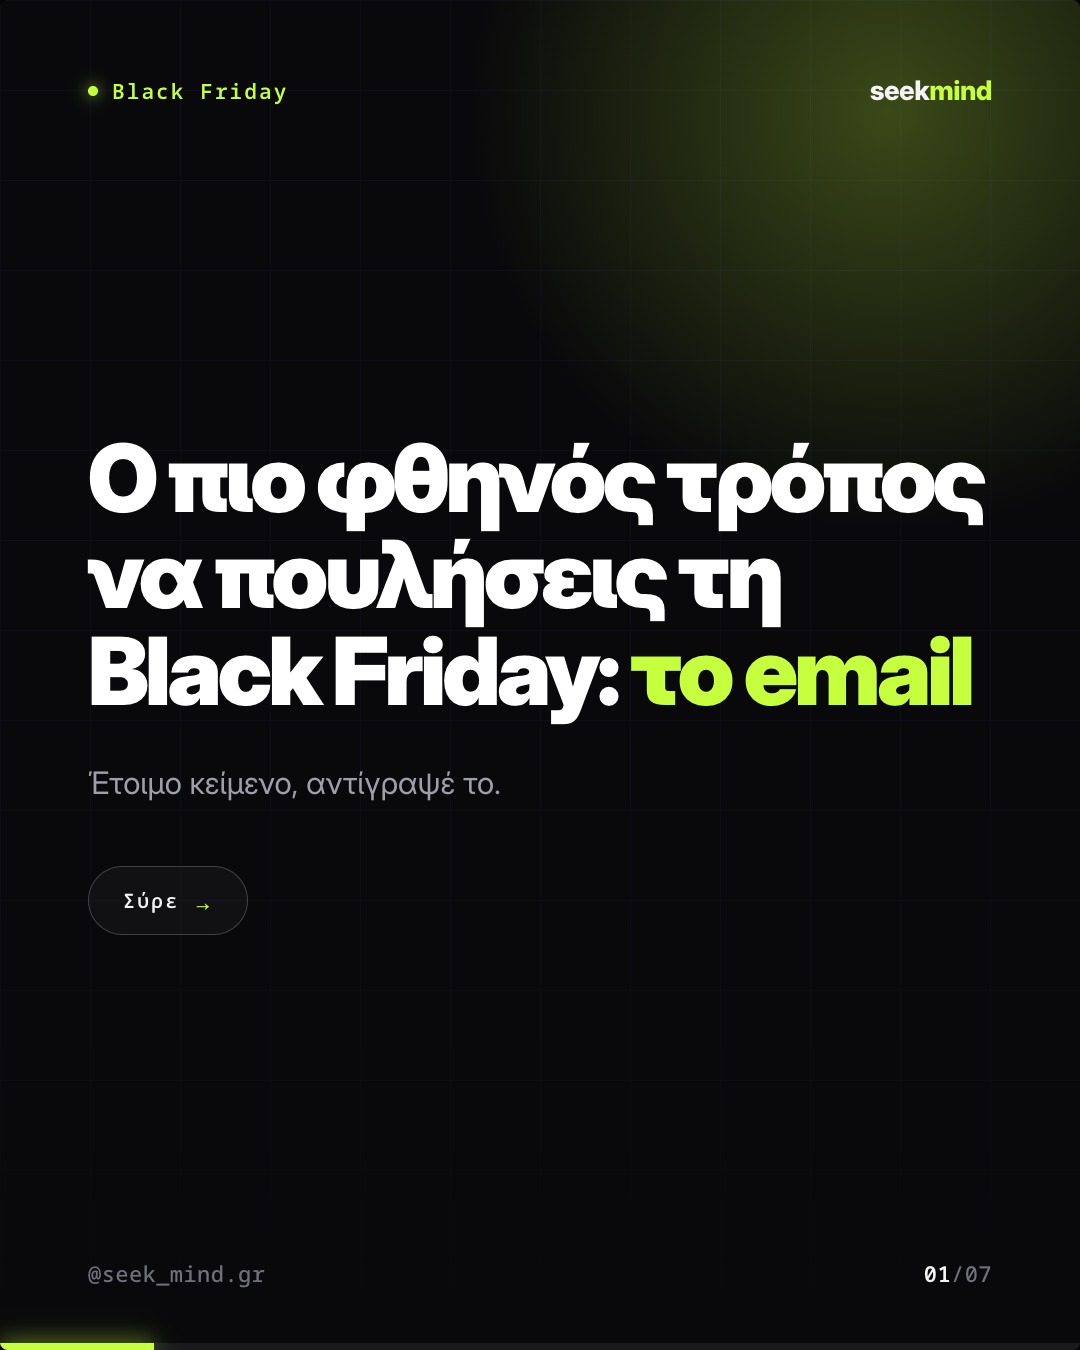 Black Friday
seekmind
Ο πιο φθηνός τρόπος
να πουλήσεις τη
Black Friday: το email
Έτοιμο κείμενο, αντίγραψέ το.
Σύρε →
@seek_mind.gr
01/07